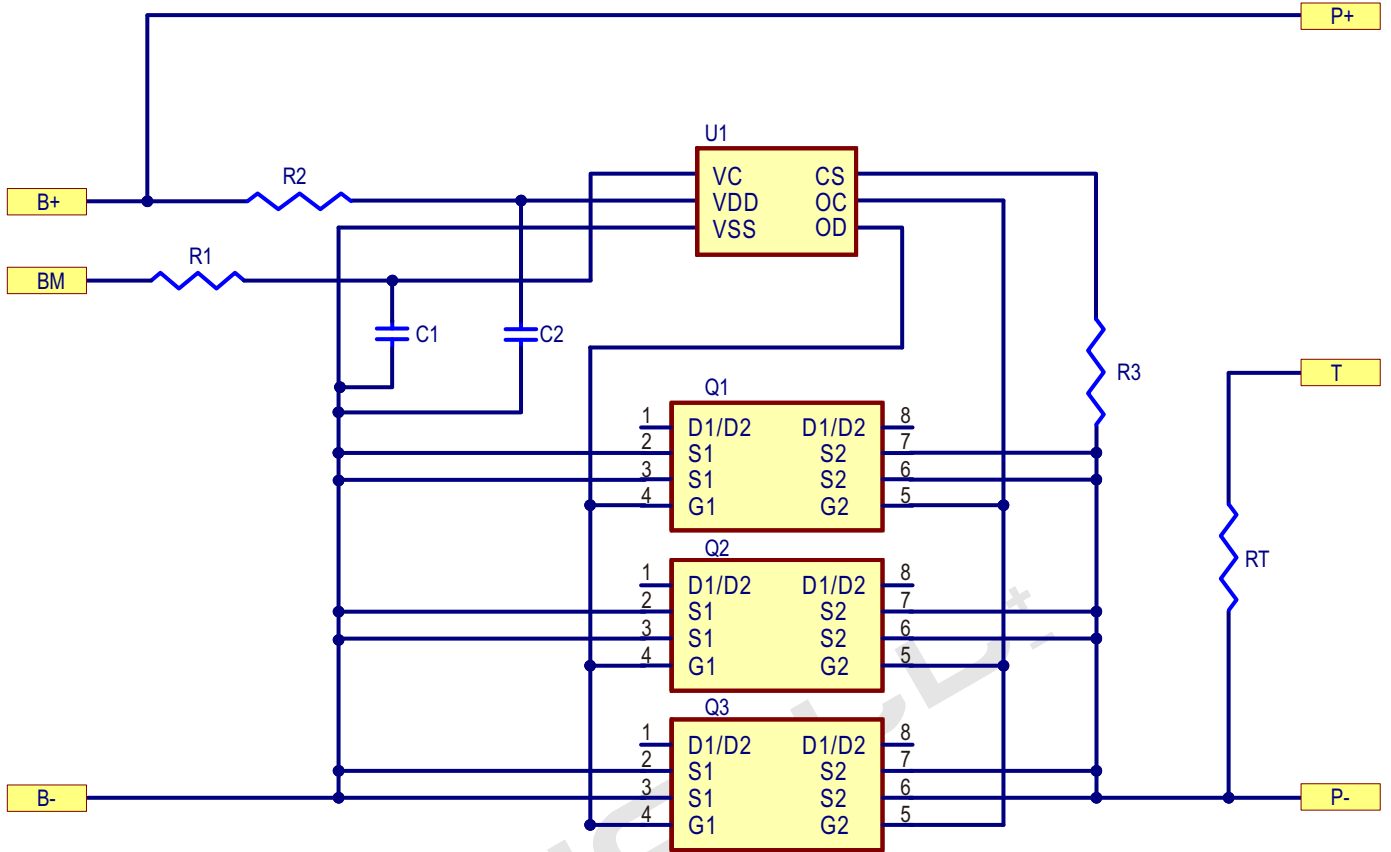 P+
U1
VC CS
VDD OC
VSS OD
R2
B+
R1
BM
C1 C2
R3
T
Q1
1 D1/D2 D1/D2 8
2 S1 S2 7
3 S1 S2 6
4 G1 G2 5
RT
Q2
1 D1/D2 D1/D2 8
2 S1 S2 7
3 S1 S2 6
4 G1 G2 5
Q3
1 D1/D2 D1/D2 8
2 S1 S2 7
3 S1 S2 6
4 G1 G2 5
B-
P-